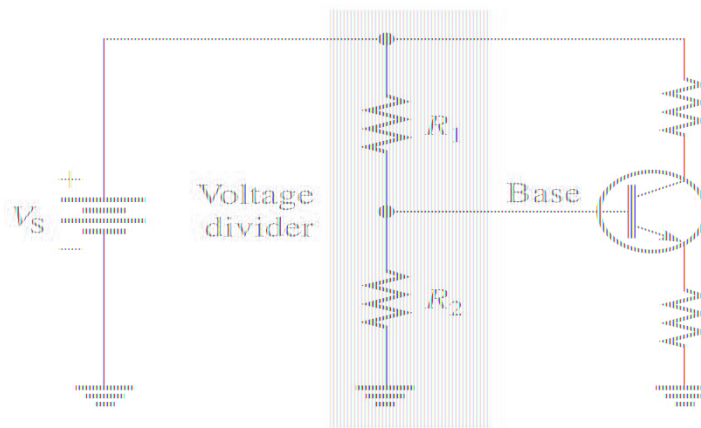 R1
+
Voltage
divider
Base
VS
−
R2